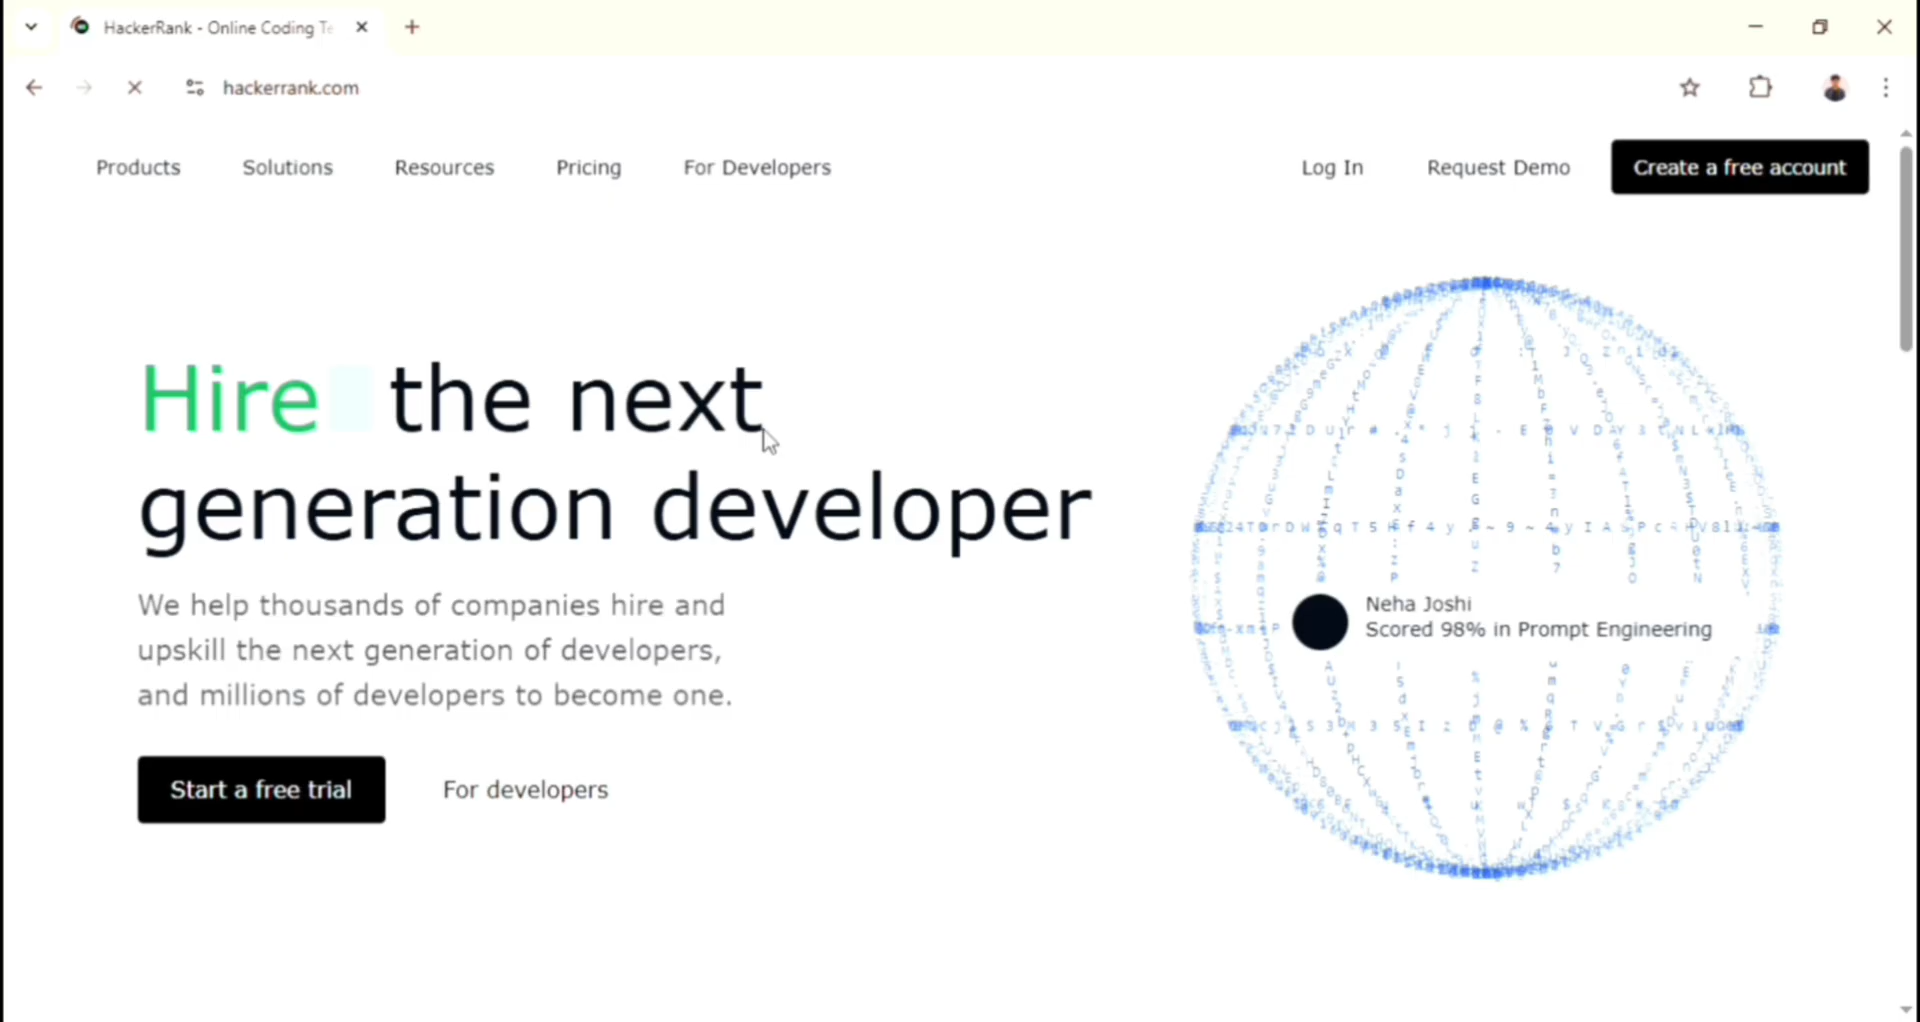 HackerRank - Online Coding Te
hackerrank.com
Products Solutions Resources Pricing For Developers Log In Request Demo Create a free account
Hire the next
generation developer
We help thousands of companies hire and
upskill the next generation of developers,
and millions of developers to become one.
Start a free trial For developers
Neha Joshi
Scored 98% in Prompt Engineering